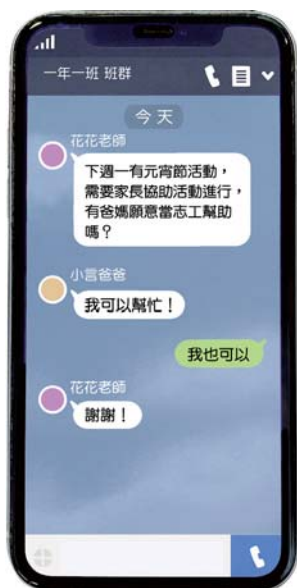 一年一班 班群
今天
花花老師
下週一有元宵節活動，
需要家長協助活動進行，
有爸媽願意當志工幫助
嗎？
小言爸爸
我可以幫忙！
我也可以
花花老師
謝謝！